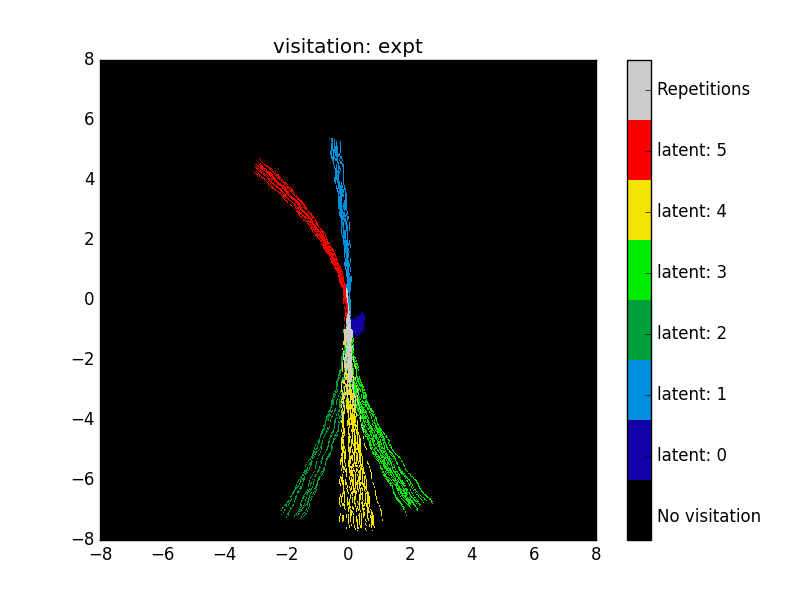 visitation: expt
8
6
4
2
0
−2
−4
−6
−8
−8 −6 −4 −2 0 2 4 6 8
Repetitions
latent: 5
latent: 4
latent: 3
latent: 2
latent: 1
latent: 0
No visitation